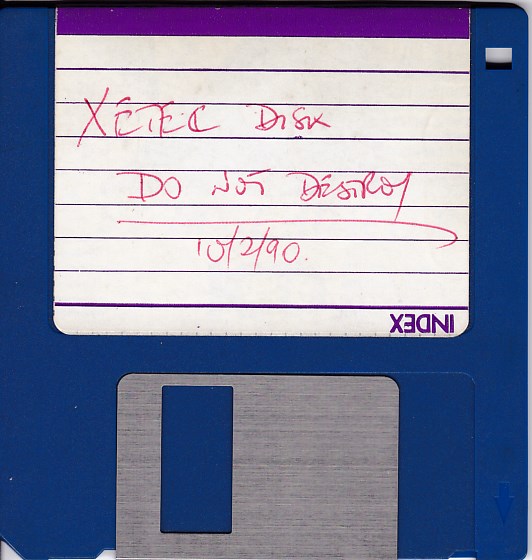 XETEC DISK
DO NOT DESTROY
10/2/90.
INDEX